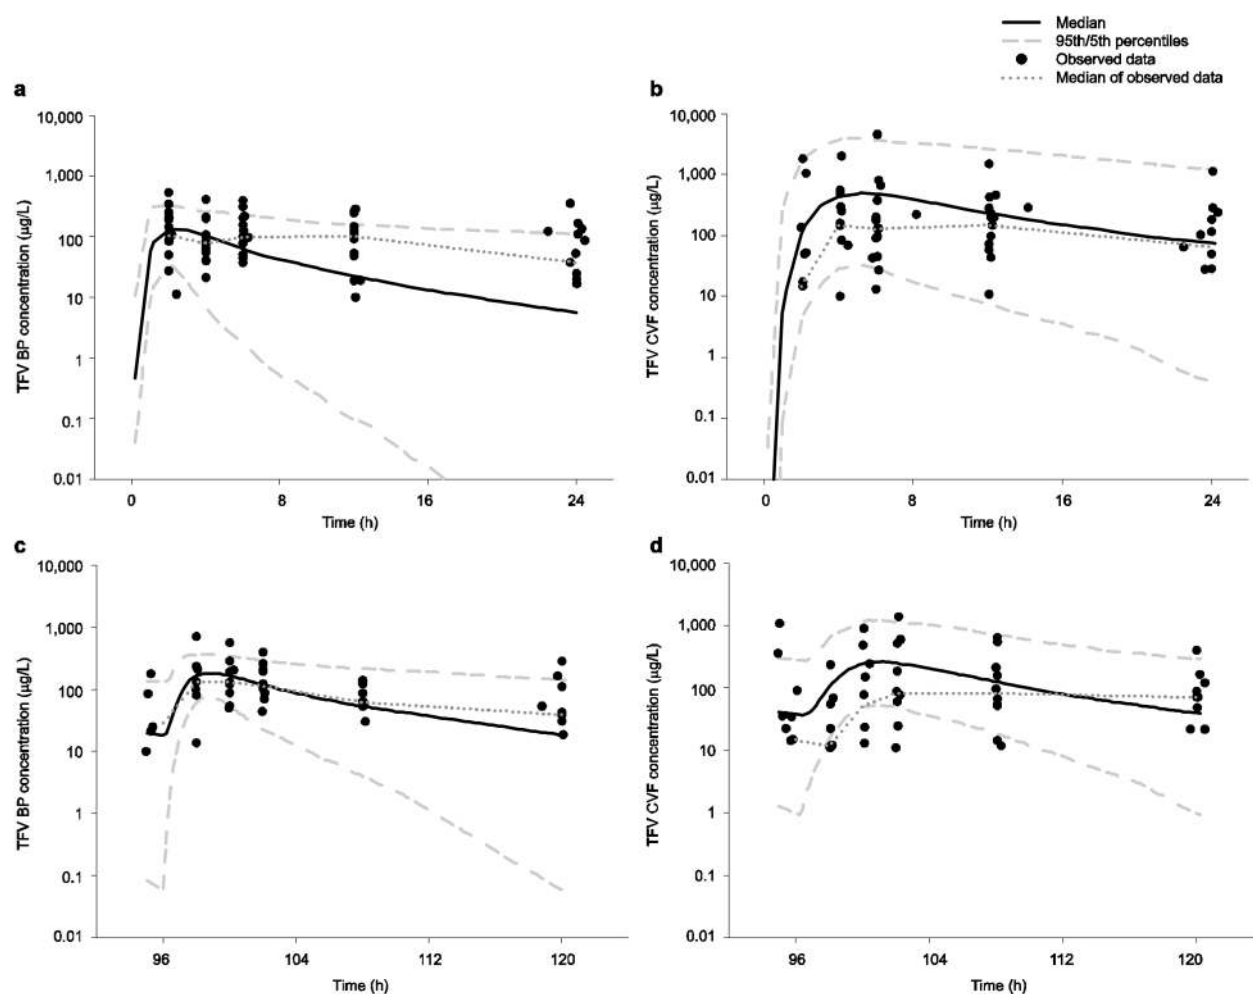 Median
95th/5th percentiles
Observed data
Median of observed data
a
10,000
1,000
100
10
1
0.1
0.01
TFV BP concentration (µg/L)
0
8
16
24
Time (h)
b
10,000
1,000
100
10
1
0.1
0.01
TFV CVF concentration (µg/L)
0
8
16
24
Time (h)
c
10,000
1,000
100
10
1
0.1
0.01
TFV BP concentration (µg/L)
96
104
112
120
Time (h)
d
10,000
1,000
100
10
1
0.1
0.01
TFV CVF concentration (µg/L)
96
104
112
120
Time (h)